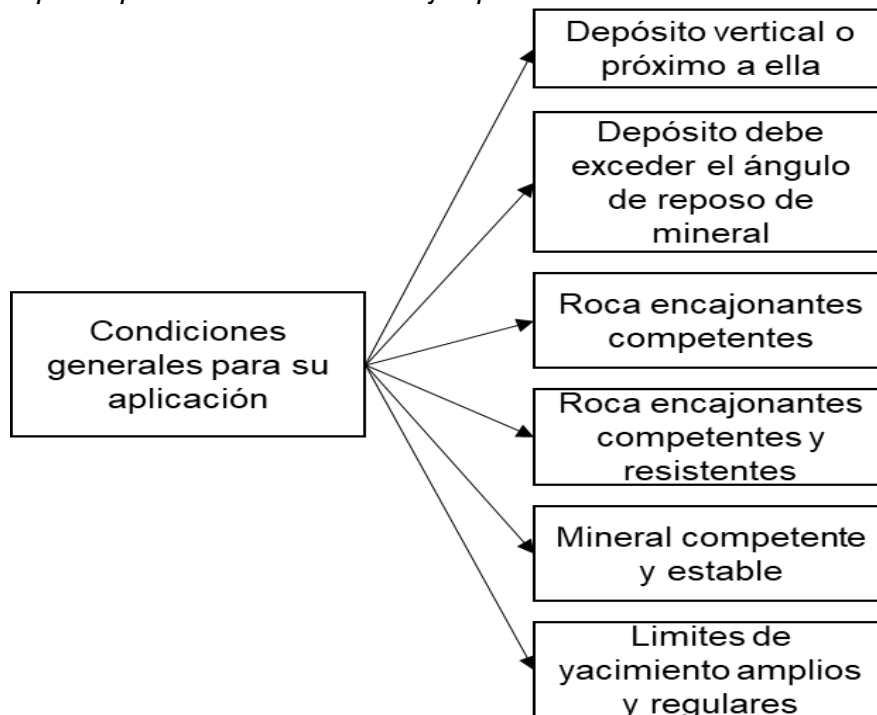 Depósito vertical o
próximo a ella
Depósito debe
exceder el ángulo
de reposo de
mineral
Roca encajonantes
competentes
Condiciones
generales para su
aplicación
Roca encajonantes
competentes y
resistentes
Mineral competente
y estable
Limites de
yacimiento amplios
y regulares